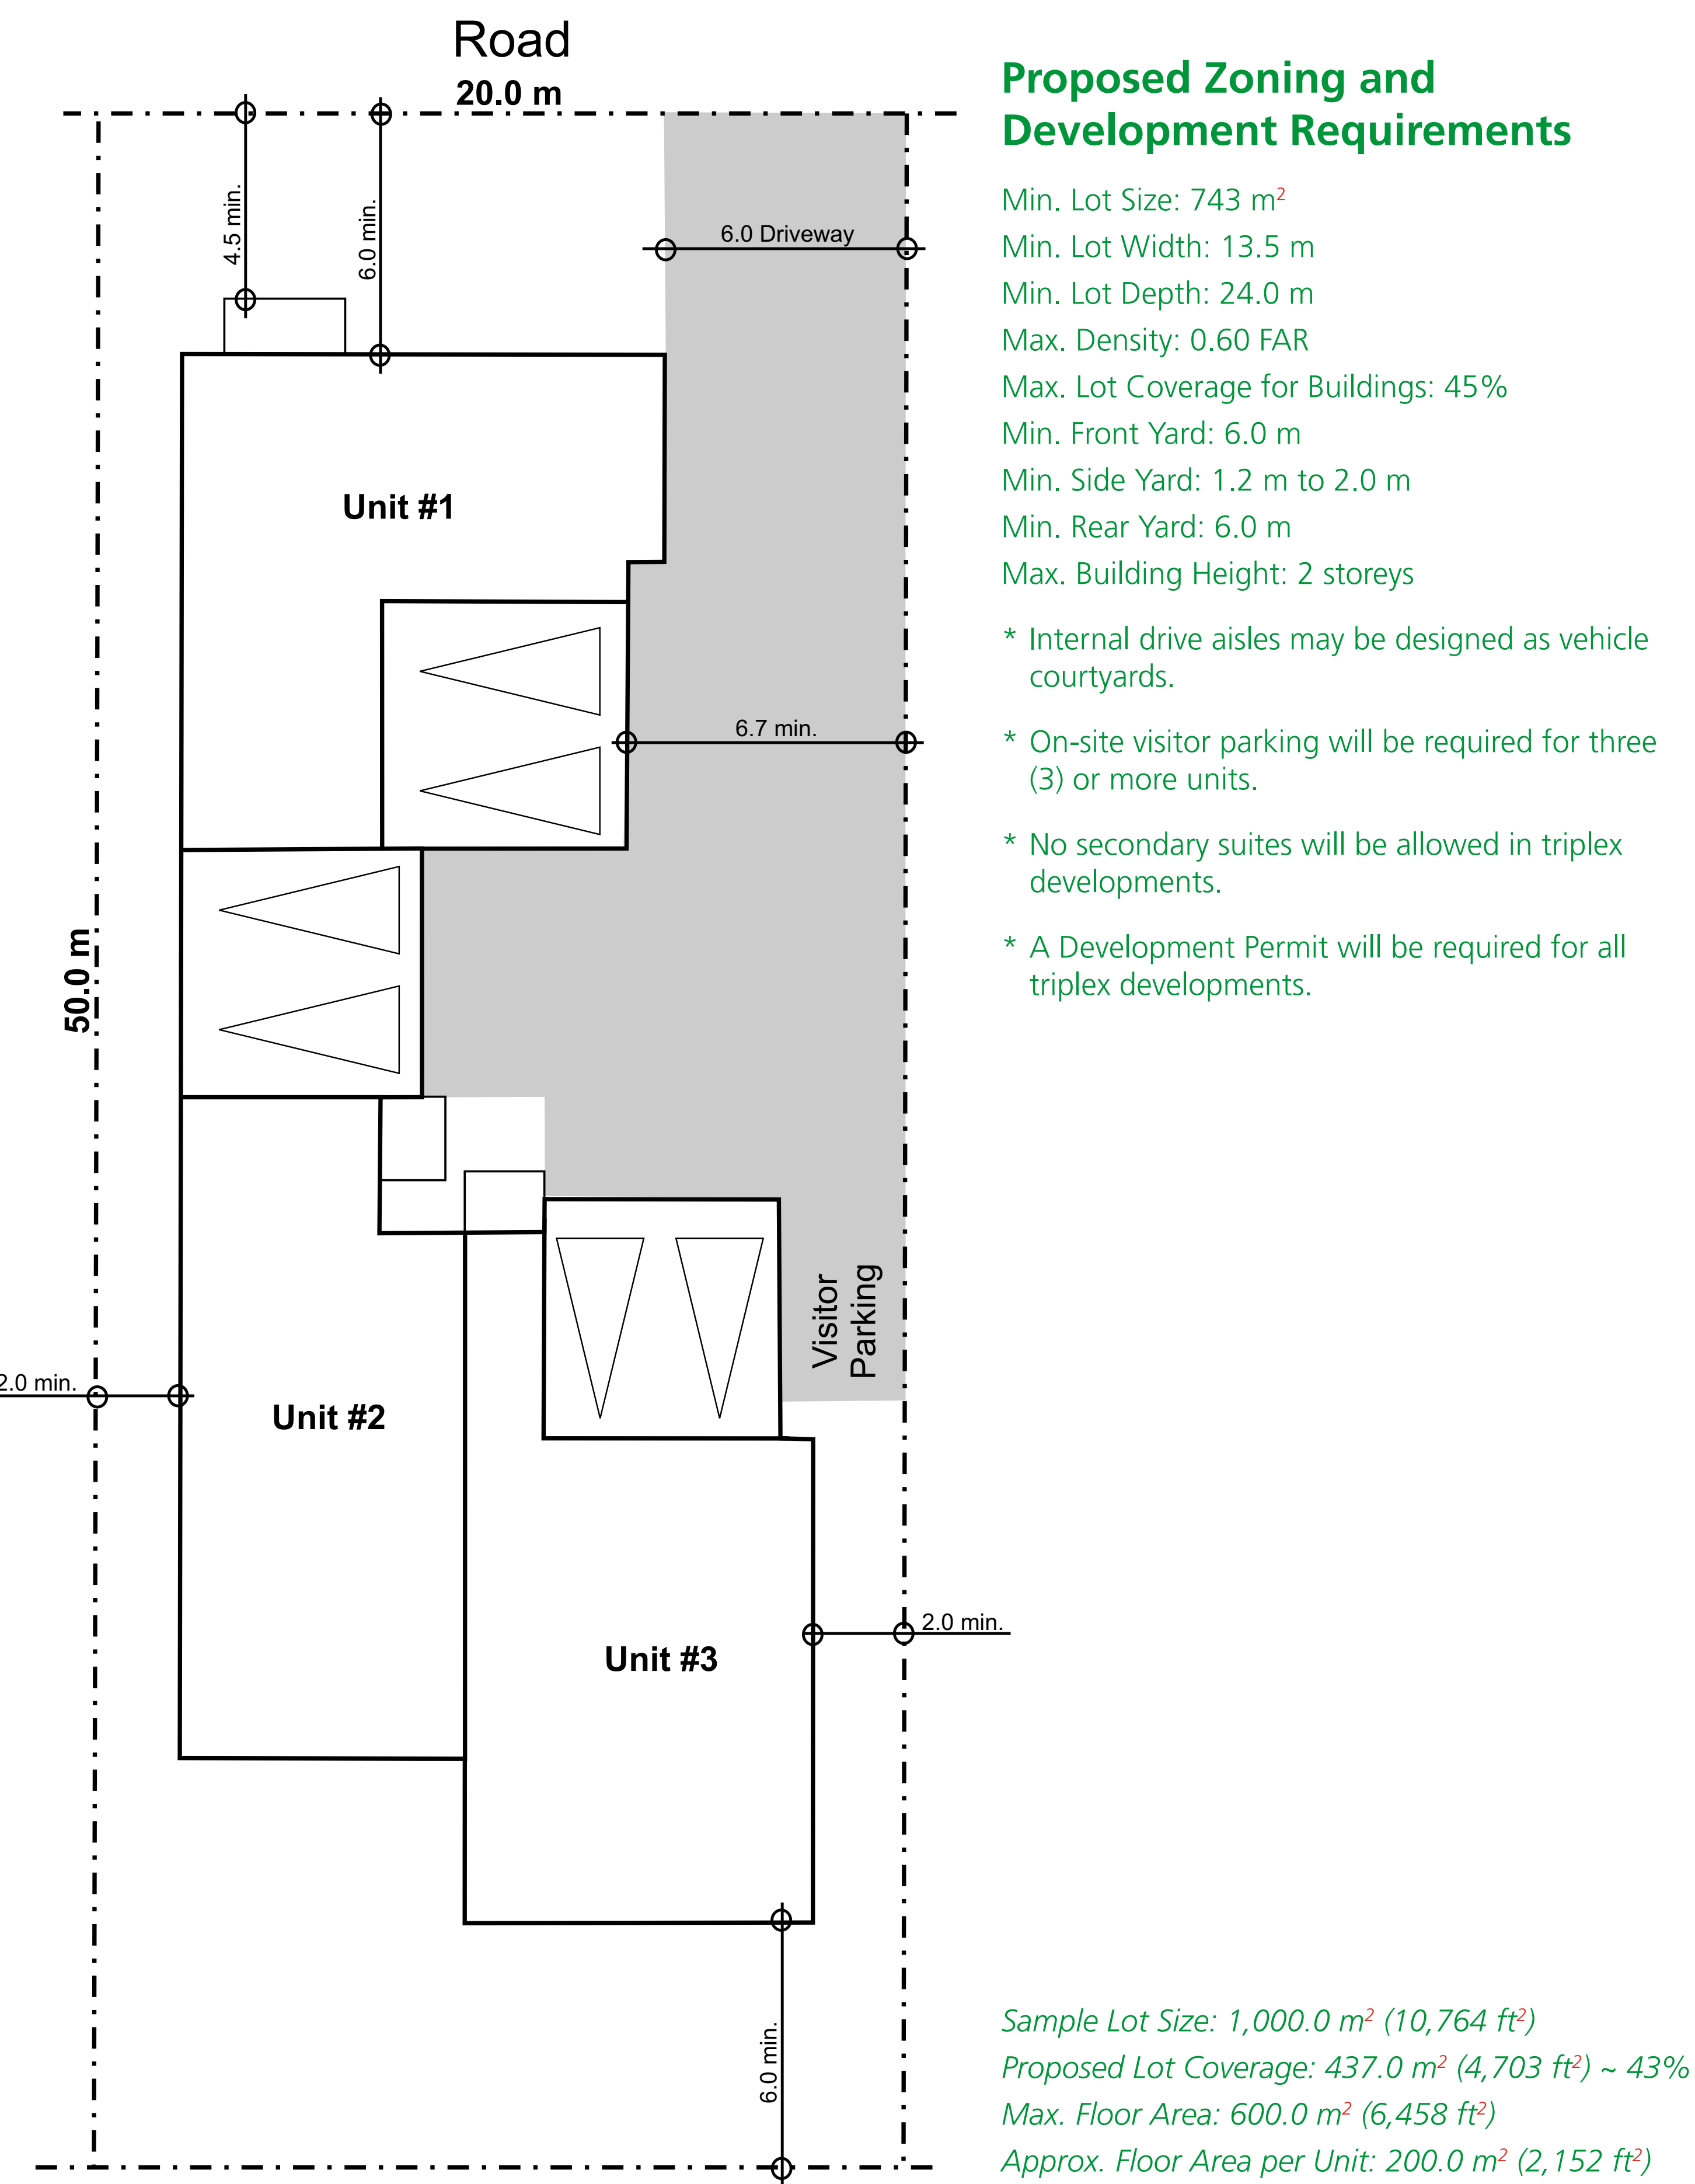 Road
20.0 m
4.5 min.
6.0 min.
6.0 Driveway
Unit #1
6.7 min.
50.0 m
Visitor
Parking
2.0 min.
Unit #2
2.0 min.
Unit #3
6.0 min.
Proposed Zoning and
Development Requirements
Min. Lot Size: 743 m²
Min. Lot Width: 13.5 m
Min. Lot Depth: 24.0 m
Max. Density: 0.60 FAR
Max. Lot Coverage for Buildings: 45%
Min. Front Yard: 6.0 m
Min. Side Yard: 1.2 m to 2.0 m
Min. Rear Yard: 6.0 m
Max. Building Height: 2 storeys
* Internal drive aisles may be designed as vehicle
courtyards.
* On-site visitor parking will be required for three
(3) or more units.
* No secondary suites will be allowed in triplex
developments.
* A Development Permit will be required for all
triplex developments.
Sample Lot Size: 1,000.0 m² (10,764 ft²)
Proposed Lot Coverage: 437.0 m² (4,703 ft²) ~ 43%
Max. Floor Area: 600.0 m² (6,458 ft²)
Approx. Floor Area per Unit: 200.0 m² (2,152 ft²)